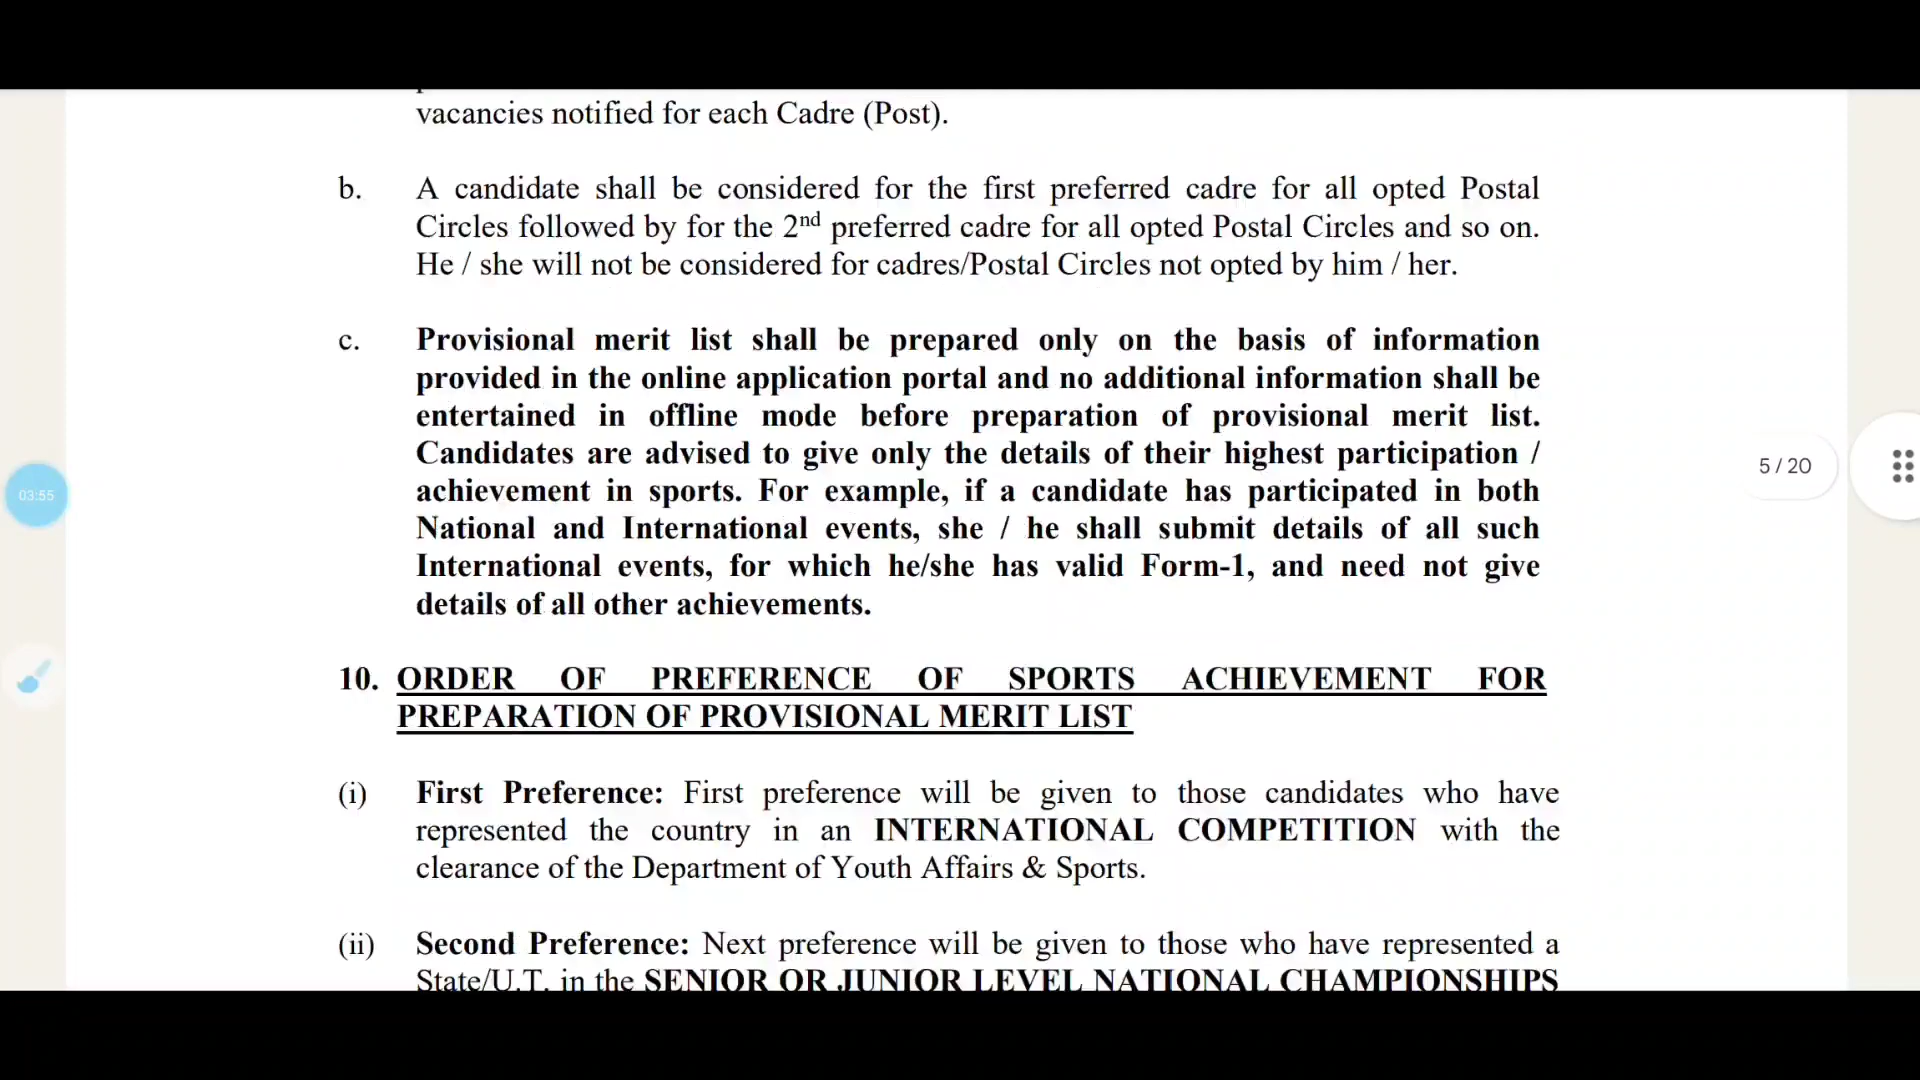 vacancies notified for each Cadre (Post).
b. A candidate shall be considered for the first preferred cadre for all opted Postal
Circles followed by for the 2nd preferred cadre for all opted Postal Circles and so on.
He / she will not be considered for cadres/Postal Circles not opted by him / her.
c. Provisional merit list shall be prepared only on the basis of information
provided in the online application portal and no additional information shall be
entertained in offline mode before preparation of provisional merit list.
Candidates are advised to give only the details of their highest participation /
achievement in sports. For example, if a candidate has participated in both
National and International events, she / he shall submit details of all such
International events, for which he/she has valid Form-1, and need not give
details of all other achievements.
5 / 20
03:55
10. ORDER OF PREFERENCE OF SPORTS ACHIEVEMENT FOR
PREPARATION OF PROVISIONAL MERIT LIST
(i) First Preference: First preference will be given to those candidates who have
represented the country in an INTERNATIONAL COMPETITION with the
clearance of the Department of Youth Affairs & Sports.
(ii) Second Preference: Next preference will be given to those who have represented a
State/U.T. in the SENIOR OR JUNIOR LEVEL NATIONAL CHAMPIONSHIPS